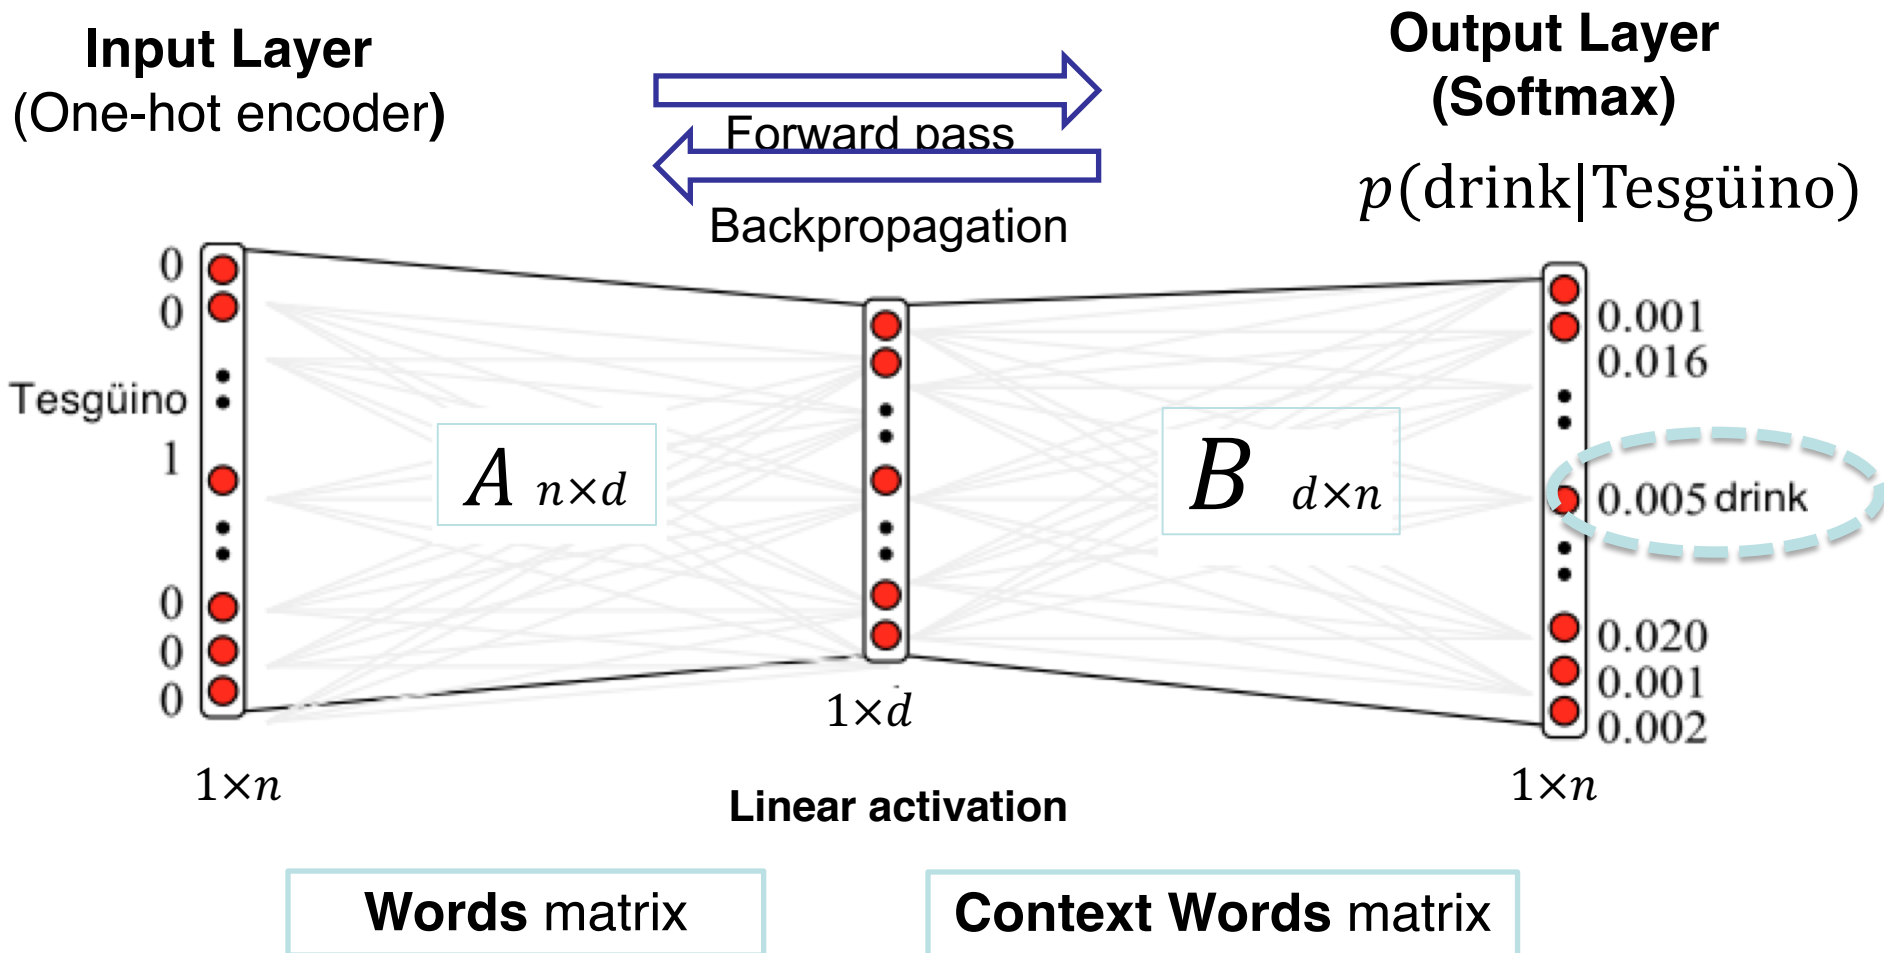 Input Layer
(One-hot encoder)
Forward pass
Backpropagation
Output Layer
(Softmax)
p(drink|Tesgüino)
0
0
Tesgüino
1
0
0
0
1×n
A n×d
1×d
Linear activation
B d×n
0.001
0.016
0.005 drink
0.020
0.001
0.002
1×n
Words matrix
Context Words matrix